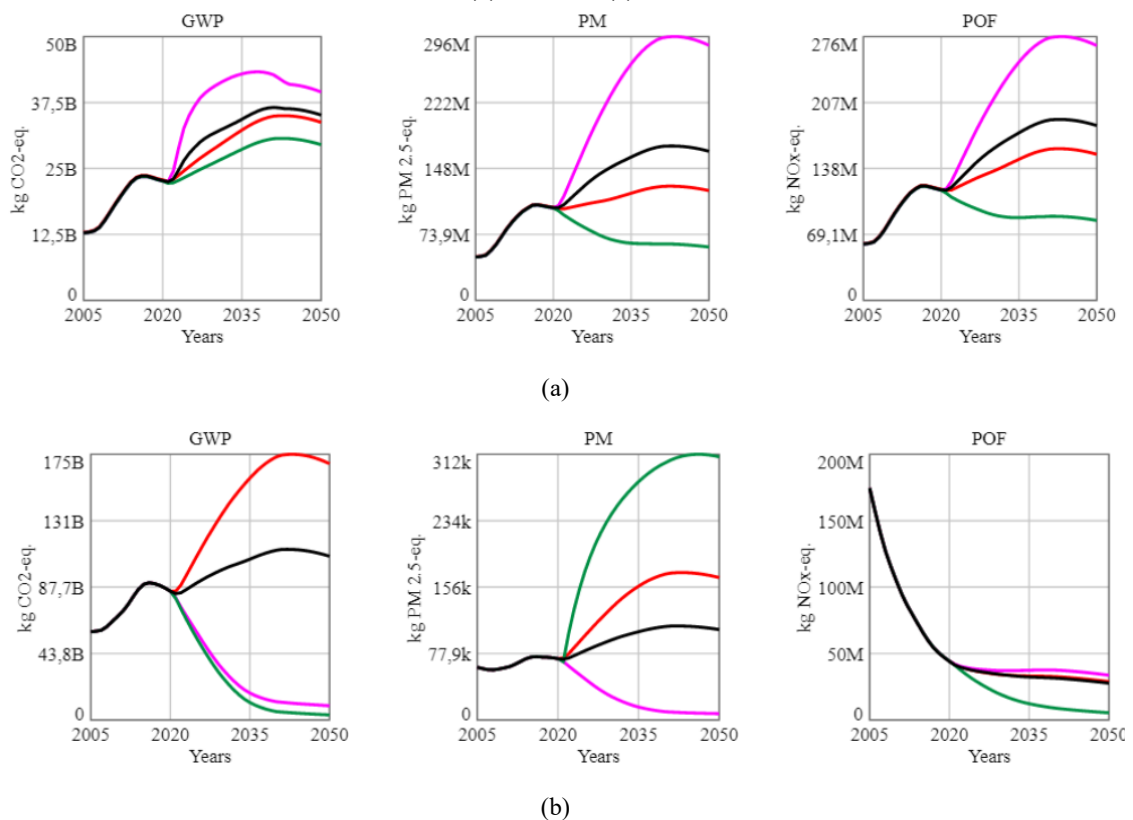 GWP
PM
POF
50B
37,5B
25B
12,5B
0
kg CO2-eq.
2005 2020 2035 2050
Years
296M
222M
148M
73,9M
0
kg PM 2.5-eq.
2005 2020 2035 2050
Years
276M
207M
138M
69,1M
0
kg NOx-eq.
2005 2020 2035 2050
Years
(a)
GWP
PM
POF
175B
131B
87,7B
43,8B
0
kg CO2-eq.
2005 2020 2035 2050
Years
312k
234k
156k
77,9k
0
kg PM 2.5-eq.
2005 2020 2035 2050
Years
200M
150M
100M
50M
0
kg NOx-eq.
2005 2020 2035 2050
Years
(b)